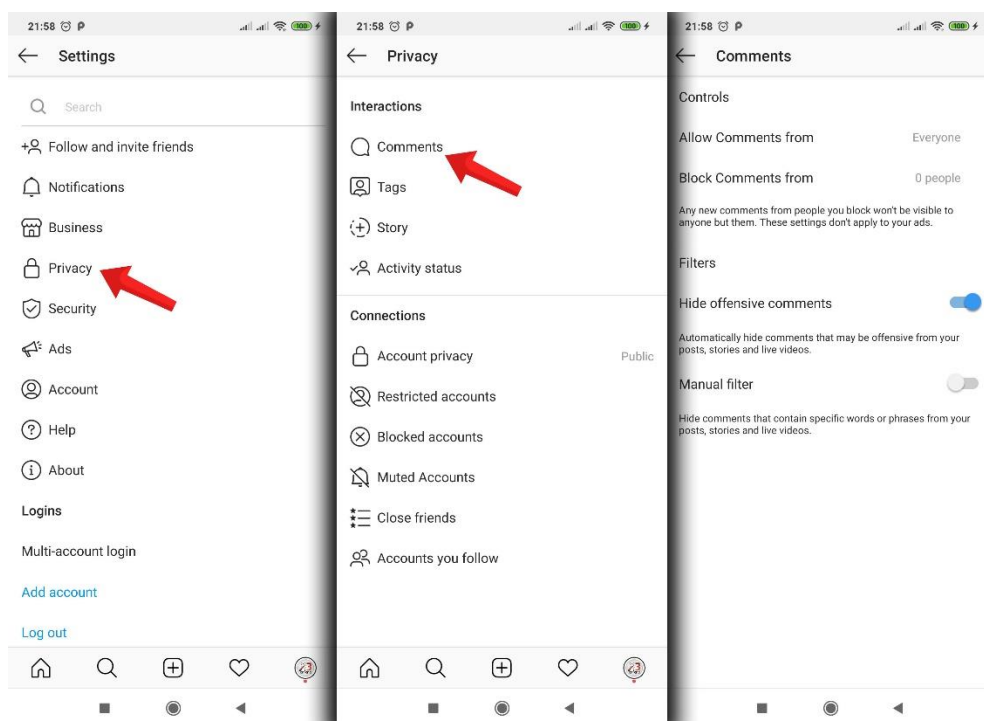 21:58
100
Settings
Search
Follow and invite friends
Notifications
Business
Privacy
Security
Ads
Account
Help
About
Logins
Multi-account login
Add account
Log out
21:58
100
Privacy
Interactions
Comments
Tags
Story
Activity status
Connections
Account privacy Public
Restricted accounts
Blocked accounts
Muted Accounts
Close friends
Accounts you follow
21:58
100
Comments
Controls
Allow Comments from Everyone
Block Comments from 0 people
Any new comments from people you block won't be visible to
anyone but them. These settings don't apply to your ads.
Filters
Hide offensive comments
Automatically hide comments that may be offensive from your
posts, stories and live videos.
Manual filter
Hide comments that contain specific words or phrases from your
posts, stories and live videos.